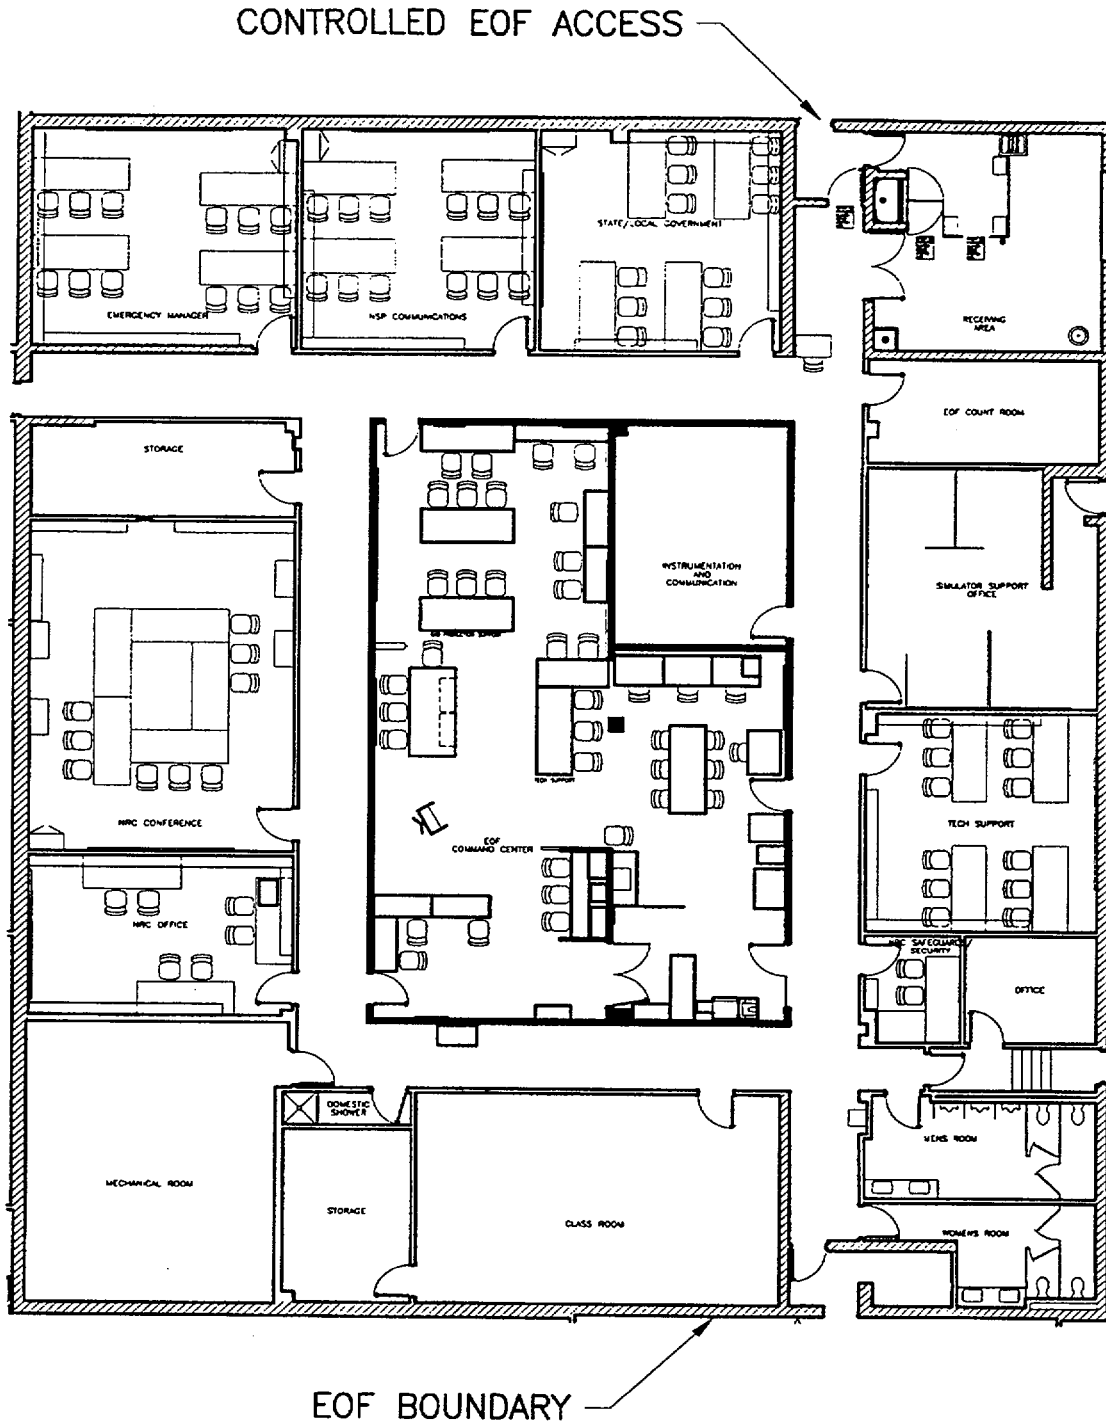 CONTROLLED EOF ACCESS
STATE/LOCAL GOVERNMENT
EMERGENCY MANAGER
NSP COMMUNICATIONS
RECEIVING
AREA
EOF COUNT ROOM
STORAGE
INSTRUMENTATION
AND
COMMUNICATION
SIMULATOR SUPPORT
OFFICE
SUPPORT
TECH SUPPORT
NRC CONFERENCE
EOF
COMMAND CENTER
TECH SUPPORT
NRC OFFICE
NRC SAFEGUARDS/
SECURITY
OFFICE
DOMESTIC
SHOWER
MENS ROOM
MECHANICAL ROOM
STORAGE
CLASS ROOM
WOMENS ROOM
EOF BOUNDARY